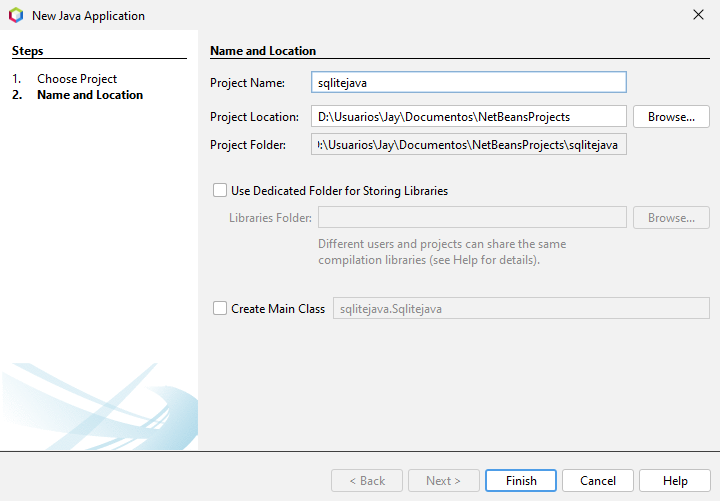 New Java Application
Steps
1. Choose Project
2. Name and Location
Name and Location
Project Name: sqlitejava
Project Location: D:\Usuarios\Jay\Documentos\NetBeansProjects Browse...
Project Folder: :\Usuarios\Jay\Documentos\NetBeansProjects\sqlitejava
Use Dedicated Folder for Storing Libraries
Libraries Folder: Browse...
Different users and projects can share the same
compilation libraries (see Help for details).
Create Main Class sqlitejava.Sqlitejava
< Back Next > Finish Cancel Help